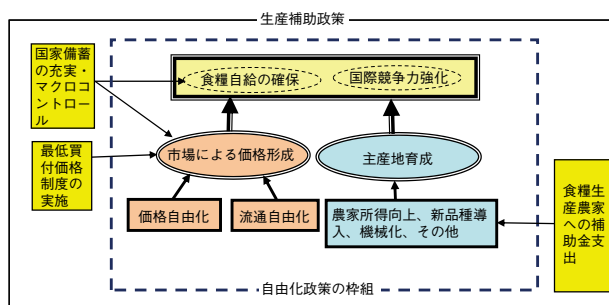 生産補助政策
国家備蓄
の充実・
マクロコ
ントロー
ル
食糧自給の確保
国際競争力強化
最低買
付価格
制度の
実施
市場による価格形成
主産地育成
価格自由化
流通自由化
農家所得向上、新品種導
入、機械化、その他
食糧生
産農家
への補
助金支
出
自由化政策の枠組